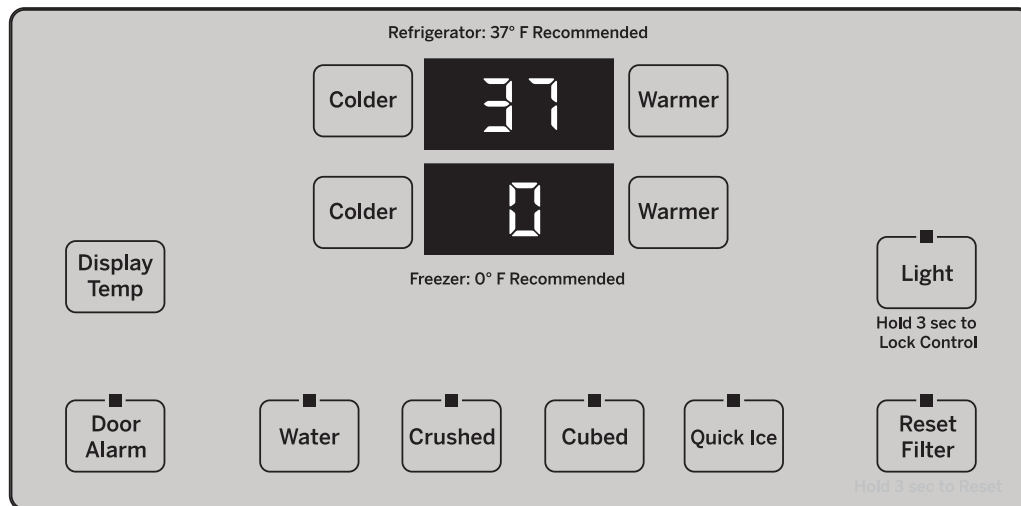 Refrigerator: 37° F Recommended
Colder 37 Warmer
Colder 0 Warmer
Freezer: 0° F Recommended
Display
Temp
Light
Hold 3 sec to
Lock Control
Door
Alarm
Water
Crushed
Cubed
Quick Ice
Reset
Filter
Hold 3 sec to Reset